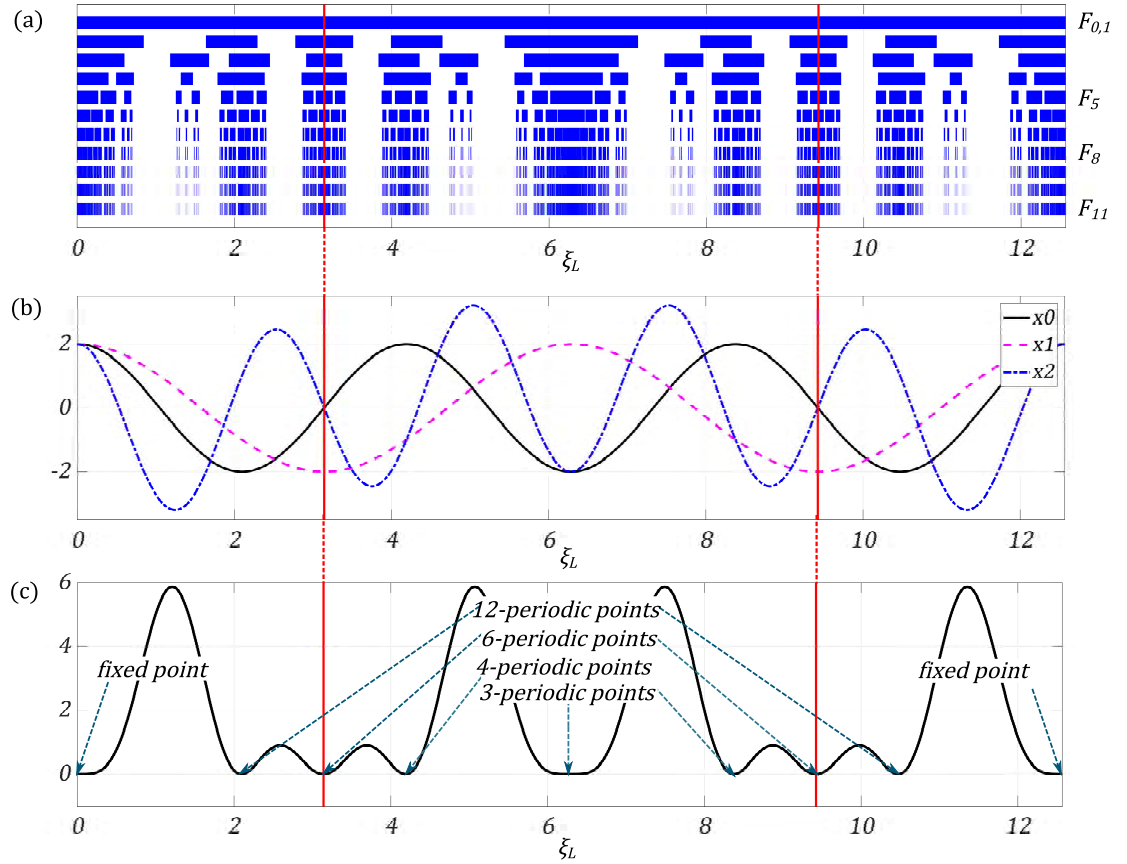 (a)
F0,1
F5
F8
F11
0 2 4 6 8 10 12
ξL
(b)
2
0
-2
x0
x1
x2
0 2 4 6 8 10 12
ξL
(c)
6
4
2
0
12-periodic points
6-periodic points
4-periodic points
3-periodic points
fixed point
fixed point
0 2 4 6 8 10 12
ξL